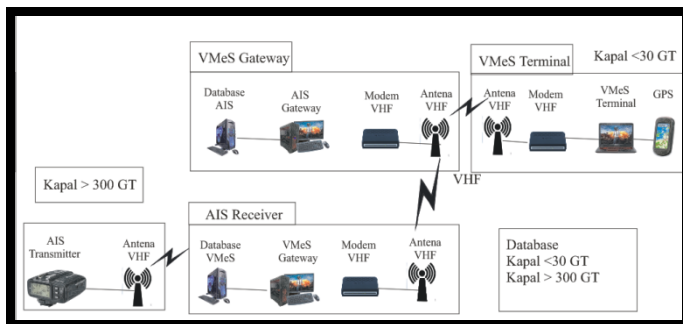 VMeS Gateway
Database
AIS
AIS
Gateway
Modem
VHF
Antena
VHF
VMeS Terminal
Kapal <30 GT
Antena
VHF
Modem
VHF
VMeS
Terminal
GPS
VHF
Kapal > 300 GT
AIS
Transmitter
Antena
VHF
AIS Receiver
Database
VMeS
VMeS
Gateway
Modem
VHF
Antena
VHF
Database
Kapal <30 GT
Kapal > 300 GT